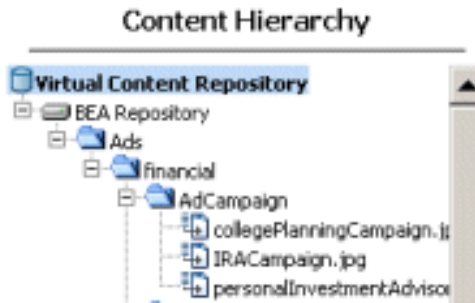 Content Hierarchy
Virtual Content Repository
BEA Repository
Ads
financial
AdCampaign
collegePlanningCampaign.j
IRACampaign.jpg
personalInvestmentAdviso